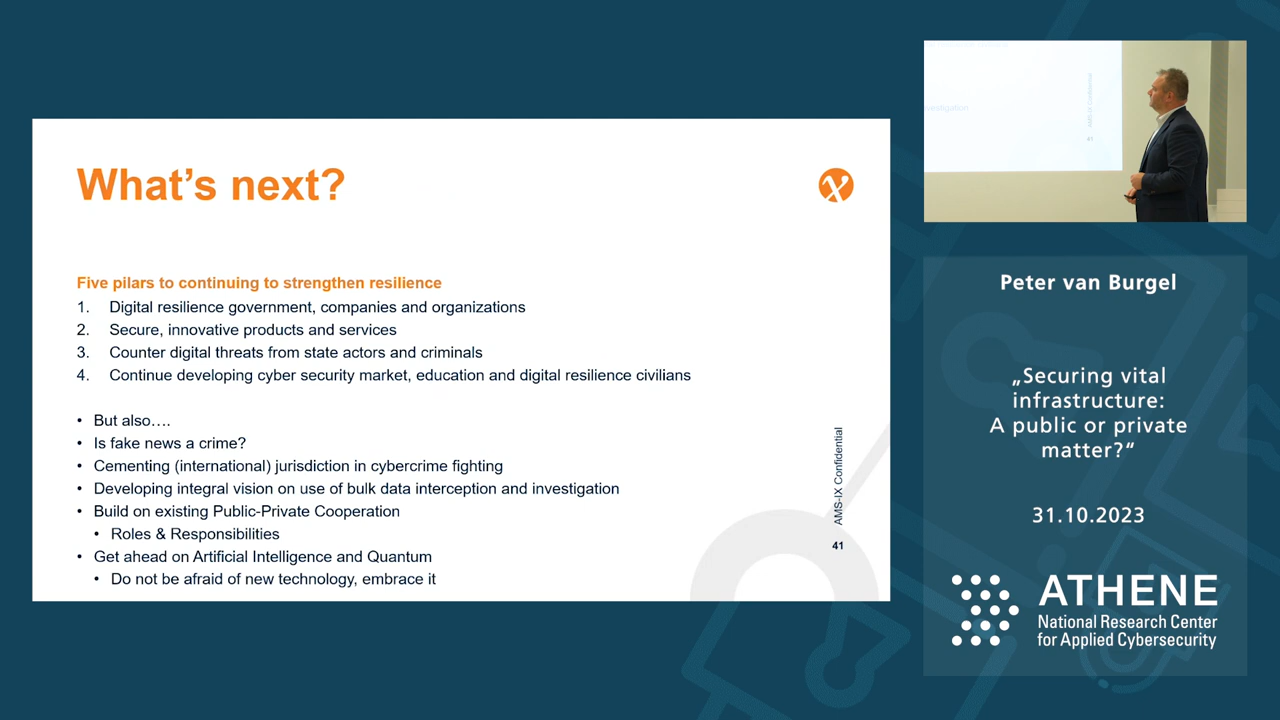 What's next?
Five pilars to continuing to strengthen resilience
1. Digital resilience government, companies and organizations
2. Secure, innovative products and services
3. Counter digital threats from state actors and criminals
4. Continue developing cyber security market, education and digital resilience civilians
• But also….
• Is fake news a crime?
• Cementing (international) jurisdiction in cybercrime fighting
• Developing integral vision on use of bulk data interception and investigation
• Build on existing Public-Private Cooperation
• Roles & Responsibilities
• Get ahead on Artificial Intelligence and Quantum
• Do not be afraid of new technology, embrace it
AMS-IX Confidential
41
nvestigation
AMS-IX Confidential
41
Peter van Burgel
„Securing vital
infrastructure:
A public or private
matter?“
31.10.2023
ATHENE
National Research Center
for Applied Cybersecurity